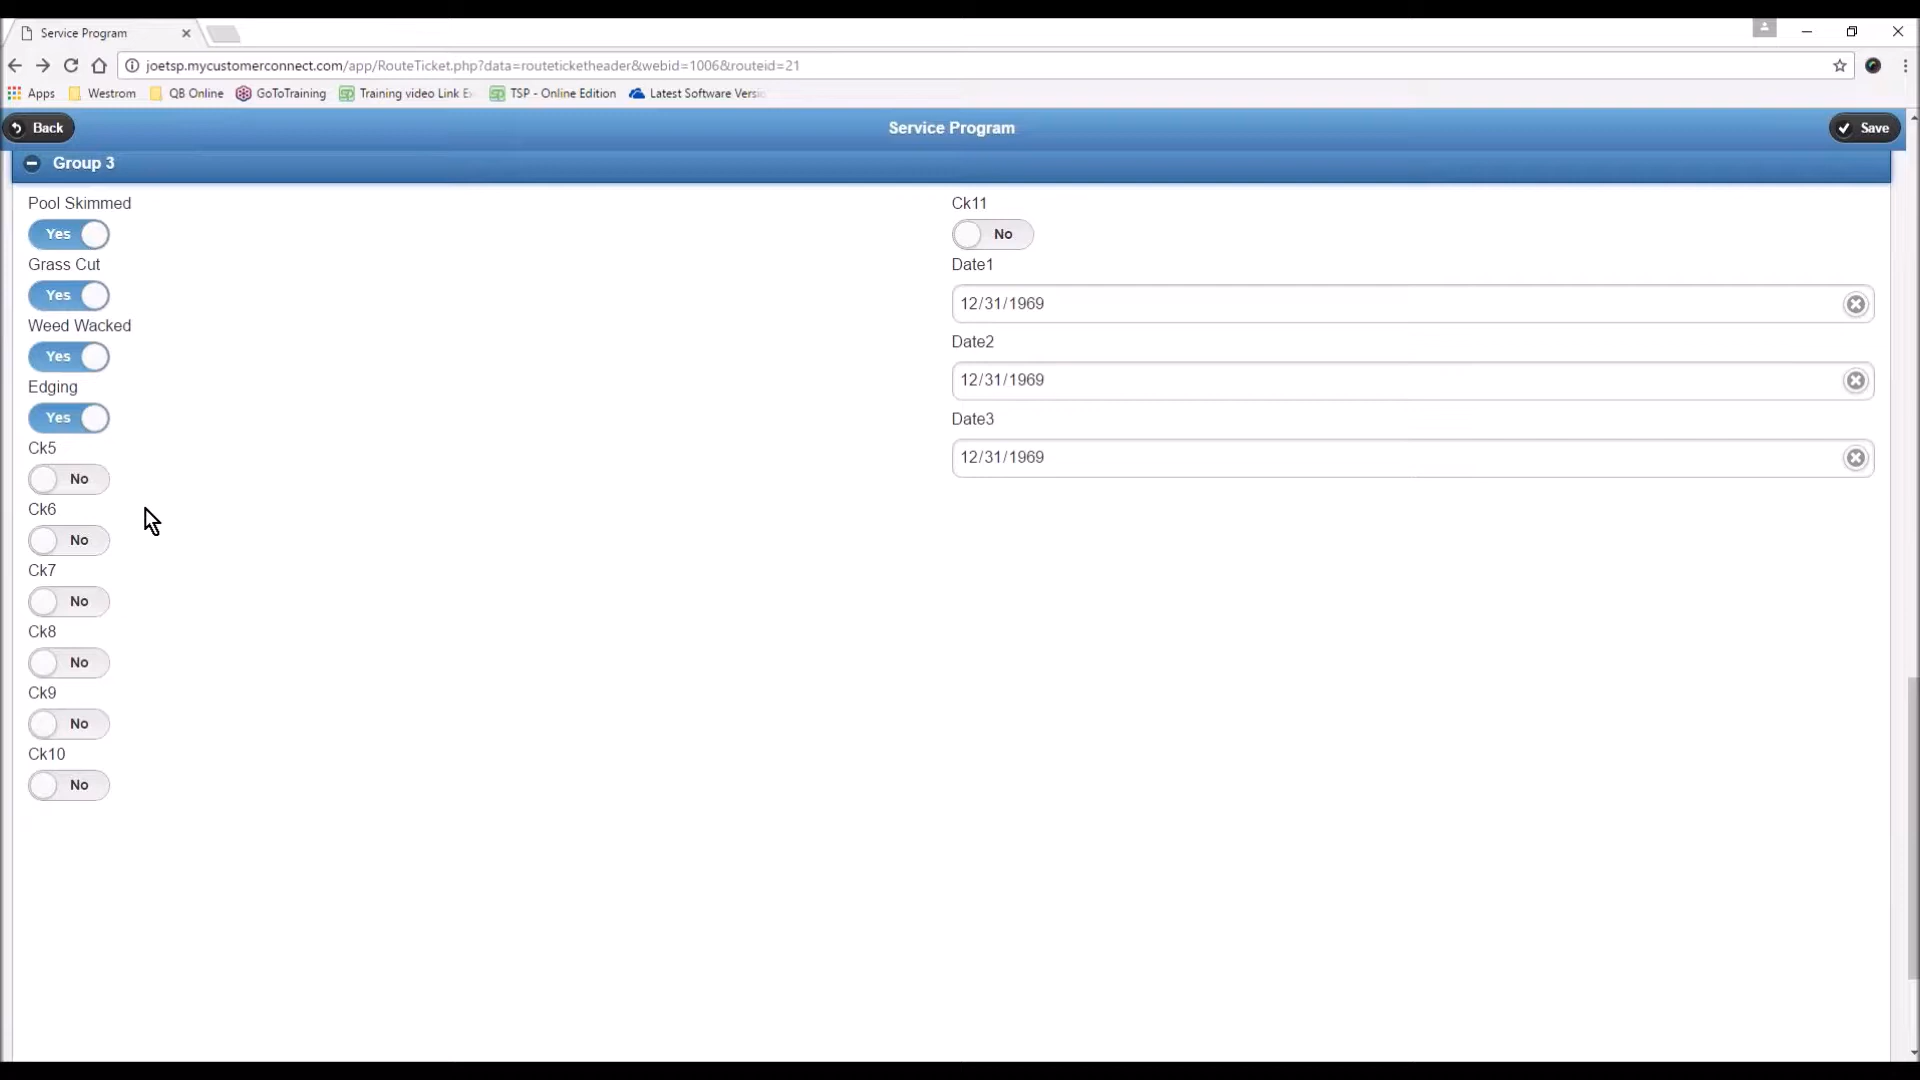 Service Program
joetsp.mycustomerconnect.com/app/RouteTicket.php?data=routeticketheader&webid=1006&routeid=21
Apps Westrom QB Online GoToTraining Training video Link E TSP - Online Edition Latest Software Versio
Back Service Program Save
Group 3
Pool Skimmed
Yes
Grass Cut
Yes
Weed Wacked
Yes
Edging
Yes
Ck5
No
Ck6
No
Ck7
No
Ck8
No
Ck9
No
Ck10
No
Ck11
No
Date1
12/31/1969
Date2
12/31/1969
Date3
12/31/1969